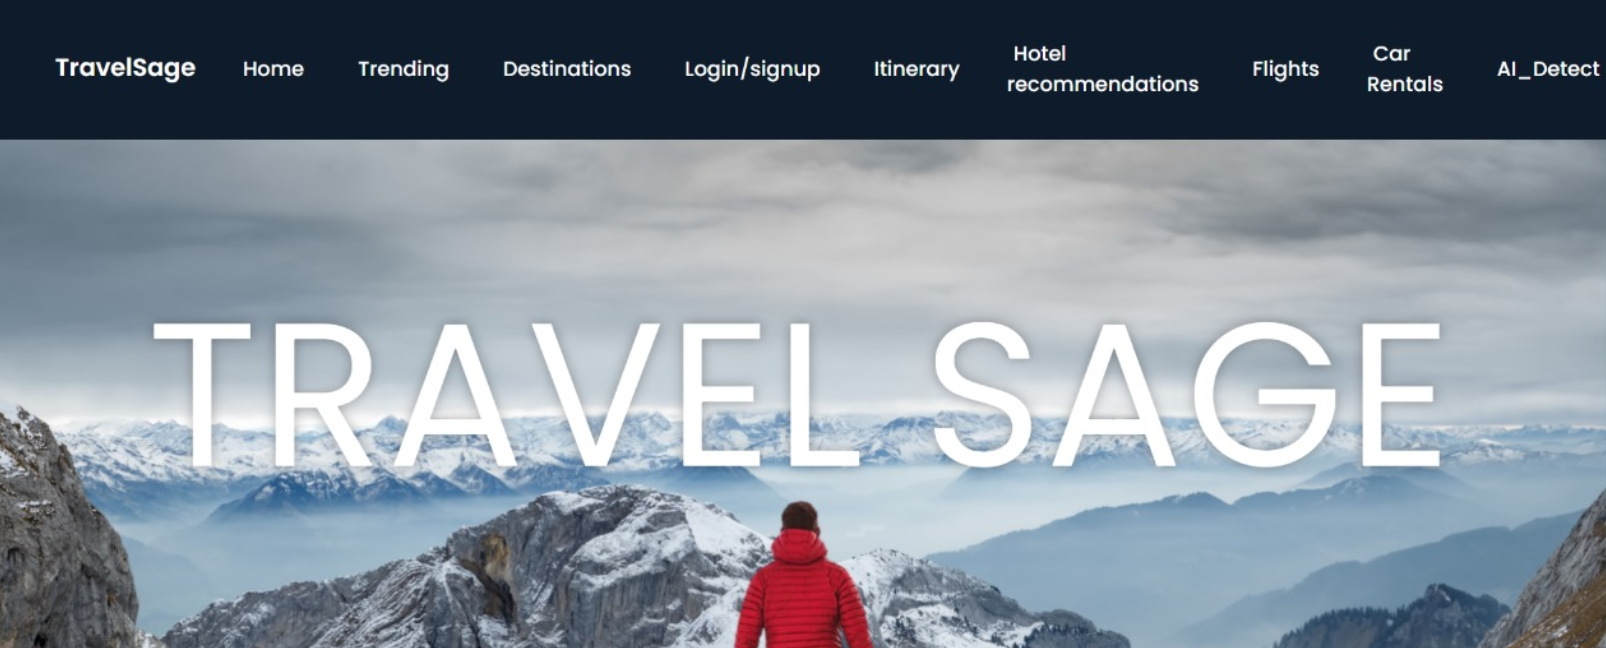 TravelSage
Home
Trending
Destinations
Login/signup
Itinerary
Hotel
recommendations
Flights
Car
Rentals
AI_Detect
TRAVEL SAGE